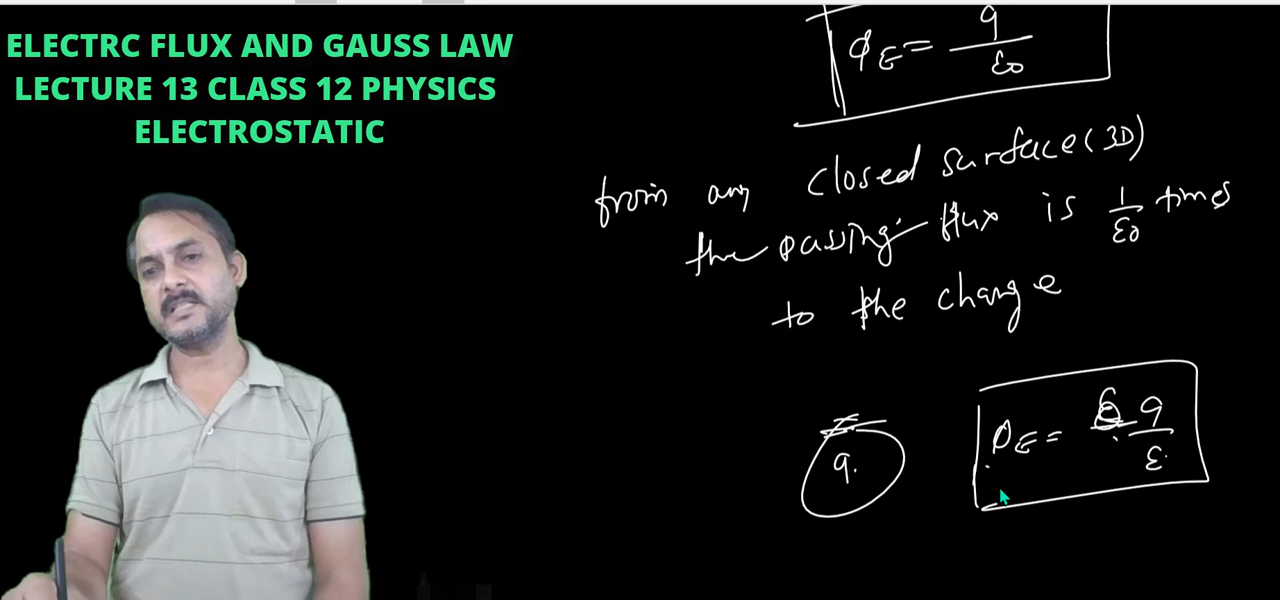 ELECTRC FLUX AND GAUSS LAW
LECTURE 13 CLASS 12 PHYSICS
ELECTROSTATIC
ϕE = q/ε0
from any closed surface (3D)
the passing flux is 1/ε0 times
to the charge
q.
ϕE = q/ε